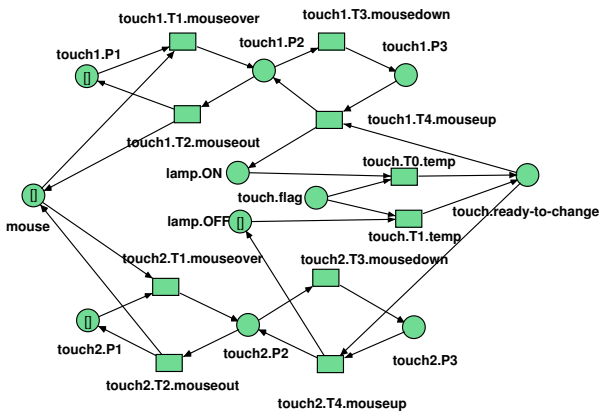 touch1.T1.mouseover
touch1.T3.mousedown
touch1.P1
touch1.P2
touch1.P3
[]
touch1.T2.mouseout
touch1.T4.mouseup
lamp.ON
touch.T0.temp
[]
touch.flag
touch.ready-to-change
lamp.OFF
[]
mouse
touch.T1.temp
touch2.T1.mouseover
touch2.T3.mousedown
[]
touch2.P1
touch2.P2
touch2.P3
touch2.T2.mouseout
touch2.T4.mouseup